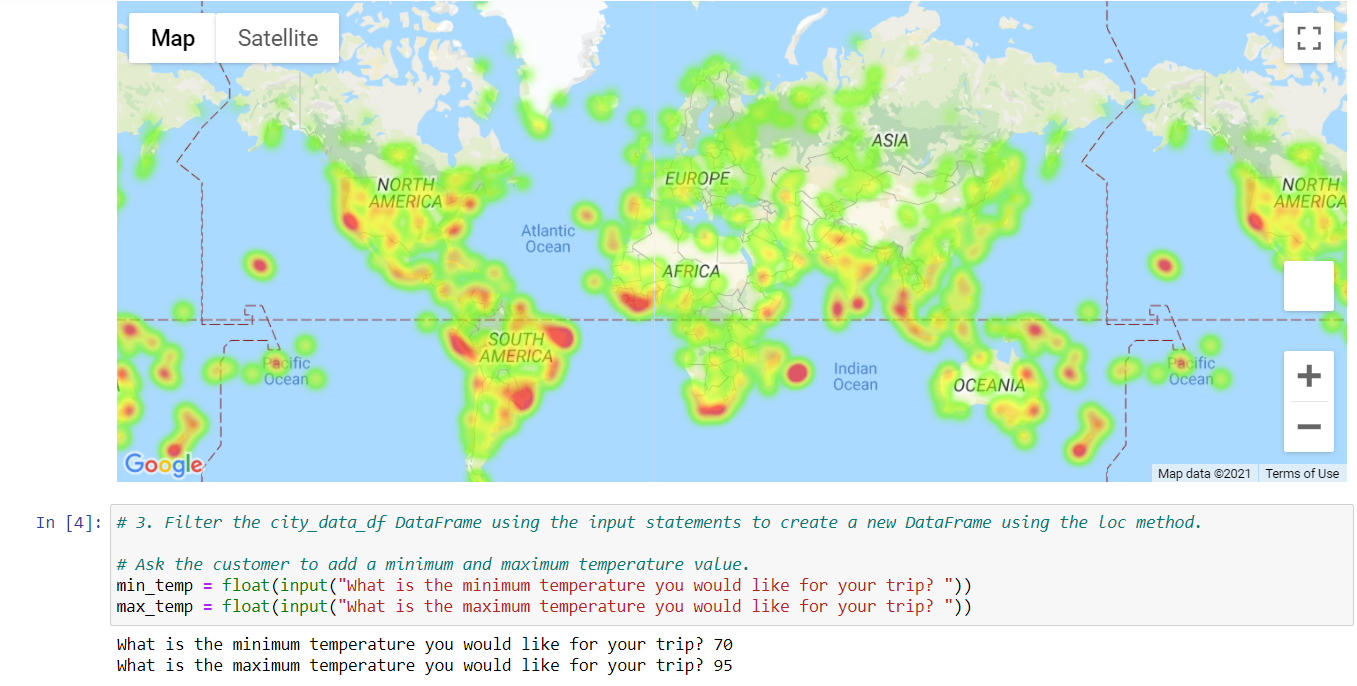 Map Satellite
ASIA
EUROPE
NORTH
AMERICA
NORTH
AMERICA
Atlantic
Ocean
AFRICA
SOUTH
AMERICA
Pacific
Ocean
Indian
Ocean
OCEANIA
Pacific
Ocean
Google
Map data ©2021 Terms of Use
In [4]: # 3. Filter the city_data_df DataFrame using the input statements to create a new DataFrame using the loc method.
# Ask the customer to add a minimum and maximum temperature value.
min_temp = float(input("What is the minimum temperature you would like for your trip? "))
max_temp = float(input("What is the maximum temperature you would like for your trip? "))
What is the minimum temperature you would like for your trip? 70
What is the maximum temperature you would like for your trip? 95